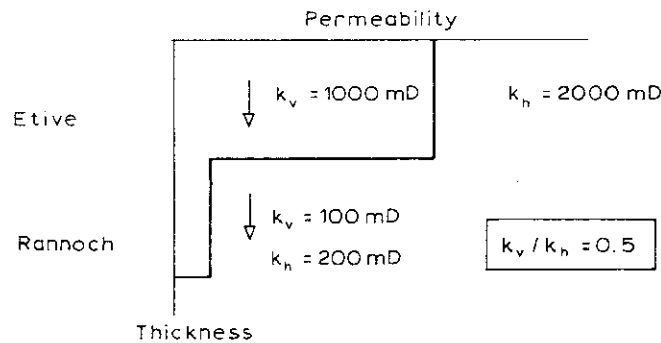 Permeability
k_v = 1000 mD
k_h = 2000 mD
Etive
k_v = 100 mD
Rannoch
k_h = 200 mD
k_v / k_h = 0.5
Thickness